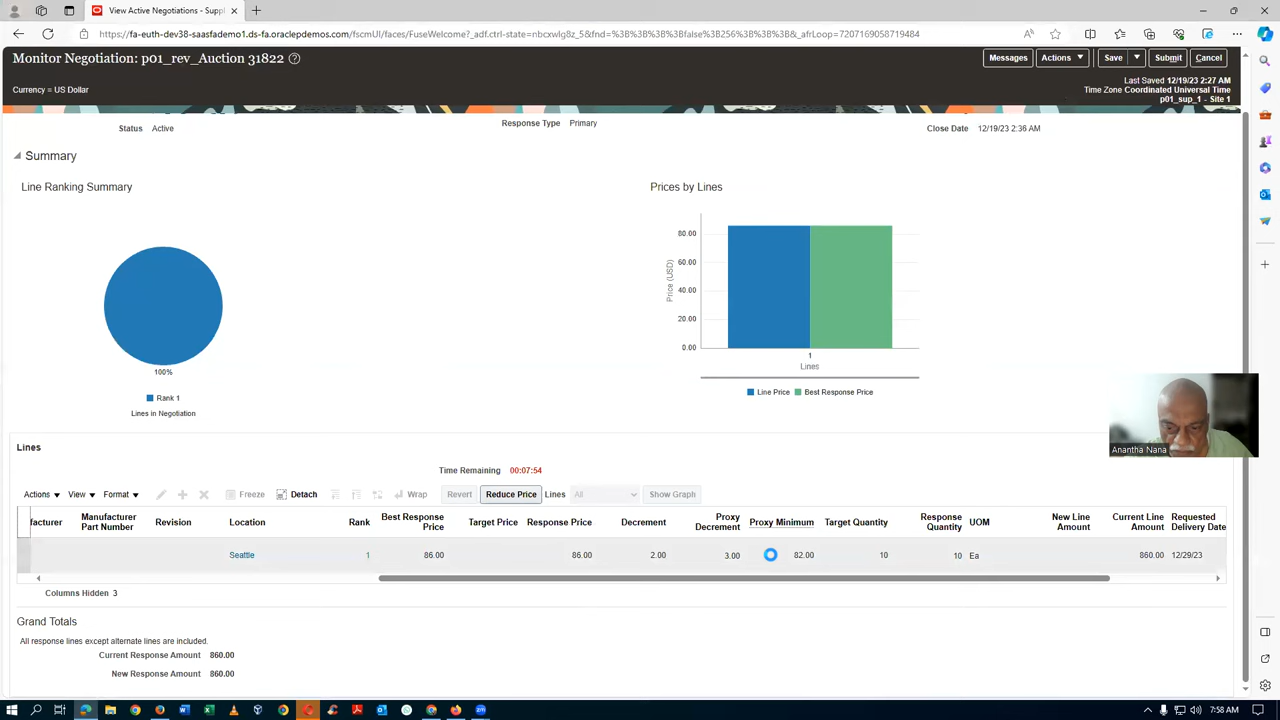 View Active Negotiations - Suppl
https://fa-euth-dev38-saasfademo1.ds-fa.oraclepdemos.com/fscmUI/faces/FuseWelcome?_adf.ctrl-state=nbcxwlg8z_5&fnd=%3B%3B%3B%3Bfalse%3B256%3B%3B%3B&_afrLoop=7207169058719484
Monitor Negotiation: p01_rev_Auction 31822
Messages Actions Save Submit Cancel
Currency = US Dollar
Last Saved 12/19/23 2:27 AM
Time Zone Coordinated Universal Time
p01_sup_1 - Site 1
Status Active
Response Type Primary
Close Date 12/19/23 2:36 AM
Summary
Line Ranking Summary
100%
Rank 1
Lines in Negotiation
Prices by Lines
80.00
60.00
40.00
20.00
0.00
Price (USD)
1
Lines
Line Price Best Response Price
Anantha Nana
Lines
Time Remaining 00:07:54
Actions View Format Freeze Detach Wrap Revert Reduce Price Lines All Show Graph
facturer Manufacturer Part Number Revision Location Rank Best Response Price Target Price Response Price Decrement Proxy Decrement Proxy Minimum Target Quantity Response Quantity UOM New Line Amount Current Line Amount Requested Delivery Date
Seattle 1 86.00 86.00 2.00 3.00 82.00 10 10 Ea 860.00 12/29/23
Columns Hidden 3
Grand Totals
All response lines except alternate lines are included.
Current Response Amount 860.00
New Response Amount 860.00
7:58 AM